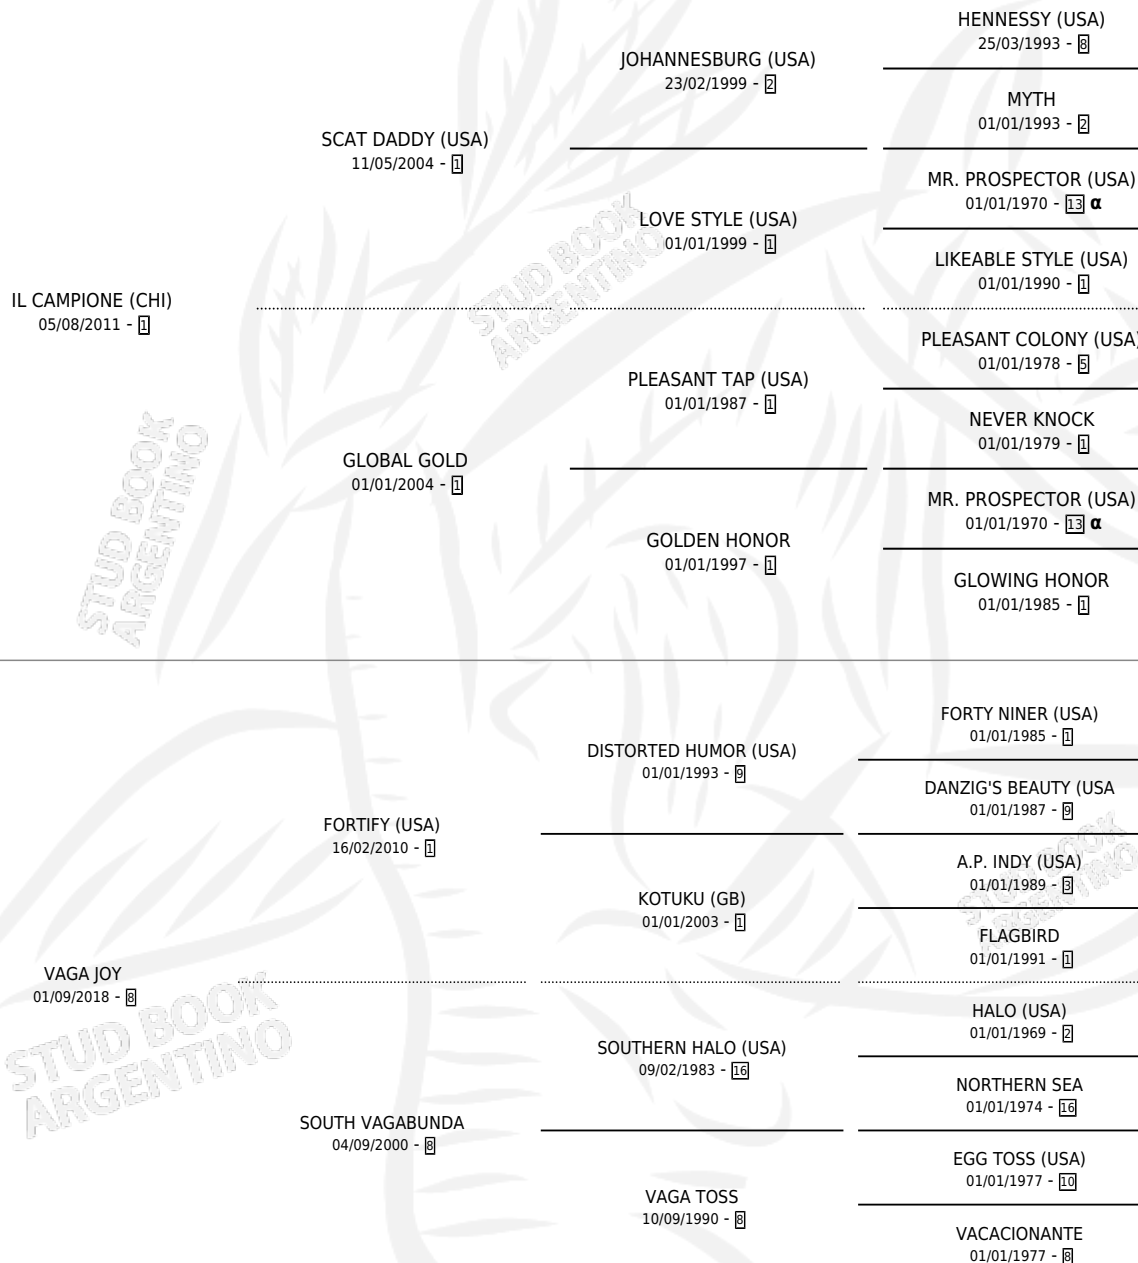 HENNESSY (USA)
25/03/1993 - 8
JOHANNESBURG (USA)
23/02/1999 - 2
MYTH
01/01/1993 - 2
SCAT DADDY (USA)
11/05/2004 - 1
MR. PROSPECTOR (USA)
01/01/1970 - 13 α
LOVE STYLE (USA)
01/01/1999 - 1
LIKEABLE STYLE (USA)
01/01/1990 - 1
STUD BOOK
ARGENTINO
IL CAMPIONE (CHI)
05/08/2011 - 1
PLEASANT COLONY (USA)
01/01/1978 - 5
PLEASANT TAP (USA)
01/01/1987 - 1
NEVER KNOCK
01/01/1979 - 1
GLOBAL GOLD
01/01/2004 - 1
MR. PROSPECTOR (USA)
01/01/1970 - 13 α
GOLDEN HONOR
01/01/1997 - 1
GLOWING HONOR
01/01/1985 - 1
STUD BOOK
ARGENTINO
FORTY NINER (USA)
01/01/1985 - 1
DISTORTED HUMOR (USA)
01/01/1993 - 9
DANZIG'S BEAUTY (USA
01/01/1987 - 9
FORTIFY (USA)
16/02/2010 - 1
A.P. INDY (USA)
01/01/1989 - 3
KOTUKU (GB)
01/01/2003 - 1
FLAGBIRD
01/01/1991 - 1
STUD BOOK
ARGENTINO
VAGA JOY
01/09/2018 - 8
HALO (USA)
01/01/1969 - 2
SOUTHERN HALO (USA)
09/02/1983 - 16
NORTHERN SEA
01/01/1974 - 16
SOUTH VAGABUNDA
04/09/2000 - 8
EGG TOSS (USA)
01/01/1977 - 10
VAGA TOSS
10/09/1990 - 8
VACACIONANTE
01/01/1977 - 8
STUD BOOK
ARGENTINO